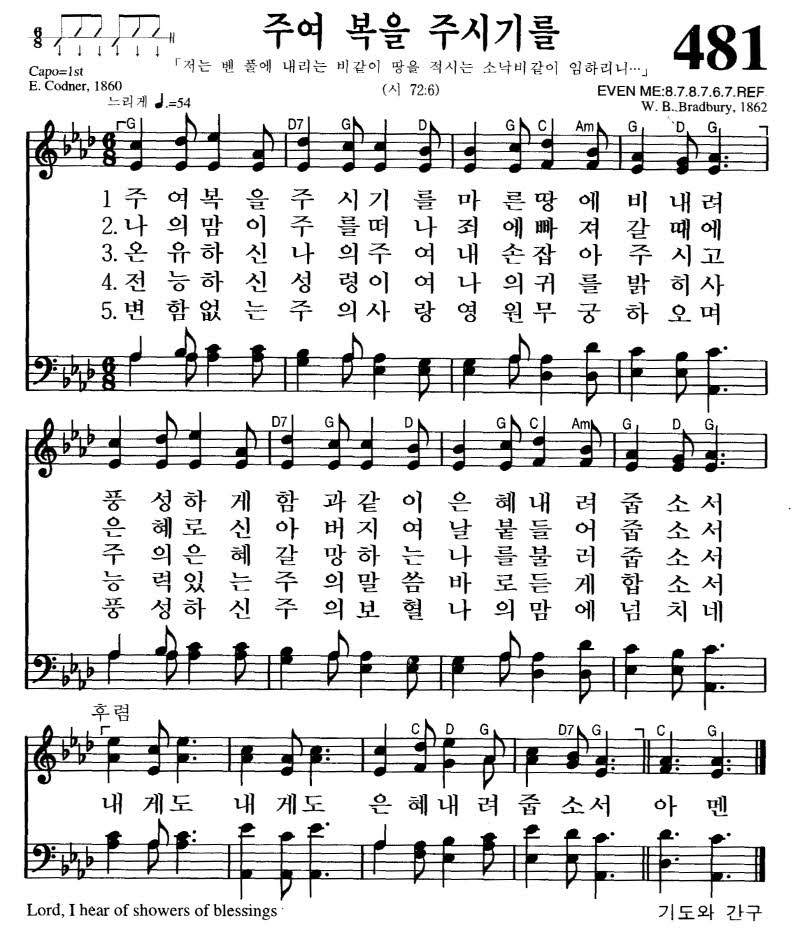 주여 복을 주시기를
481
「저는 벤 풀에 내리는 비같이 땅을 적시는 소낙비같이 임하리니…」
(시 72:6)
Capo=1st
E. Codner, 1860
EVEN ME:8.7.8.7.6.7.REF.
W. B. Bradbury, 1862
느리게 ♩.=54
6/8
G D7 G C D G C Am G D G
1 주 여 복 을 주 시 기 를 마 른 땅 에 비 내 려
2. 나 의 맘 이 주 를 떠 나 죄 에 빠 져 갈 때 에
3. 온 유 하 신 나 의 주 여 내 손 잡 아 주 시 고
4. 전 능 하 신 성 령 이 여 나 의 귀 를 밝 히 사
5. 변 함 없 는 주 의 사 랑 영 원 무 궁 하 오 며
D7 G D G C Am G D G
풍 성 하 게 함 과 같 이 은 혜 내 려 줍 소 서
은 혜 로 신 아 버 지 여 날 붙 들 어 줍 소 서
주 의 은 혜 갈 망 하 는 나 를 불 러 줍 소 서
능 력 있 는 주 의 말 씀 바 로 듣 게 합 소 서
풍 성 하 신 주 의 보 혈 나 의 맘 에 넘 치 네
후렴
C D G D7 G C G
내 게 도 내 게 도 은 혜 내 려 줍 소 서 아 멘
Lord, I hear of showers of blessings
기도와 간구